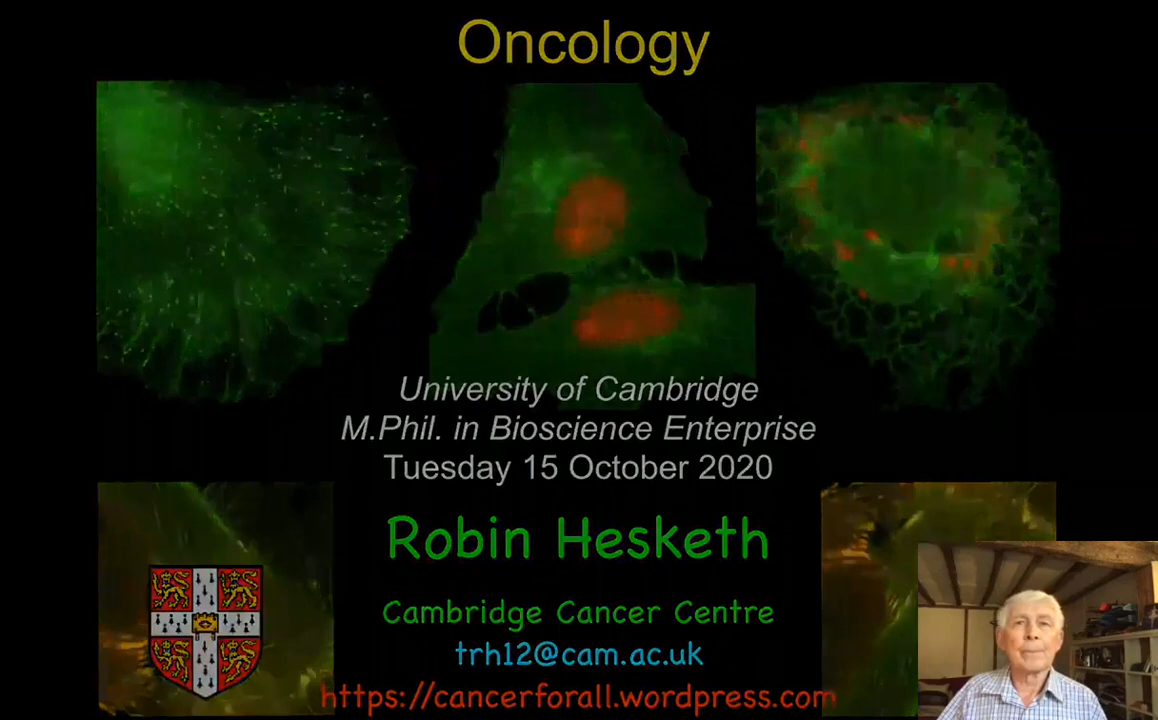 Oncology
University of Cambridge
M.Phil. in Bioscience Enterprise
Tuesday 15 October 2020
Robin Hesketh
Cambridge Cancer Centre
trh12@cam.ac.uk
https://cancerforall.wordpress.com